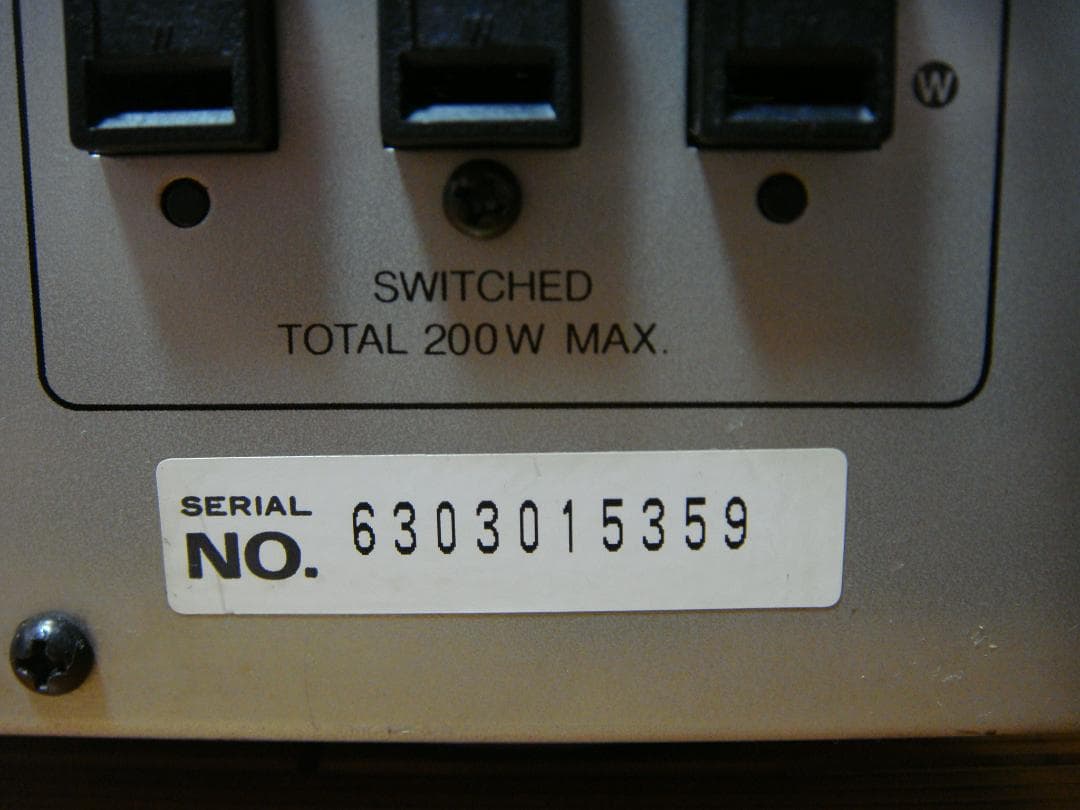 W
SWITCHED
TOTAL 200W MAX.
SERIAL
NO. 6303015359